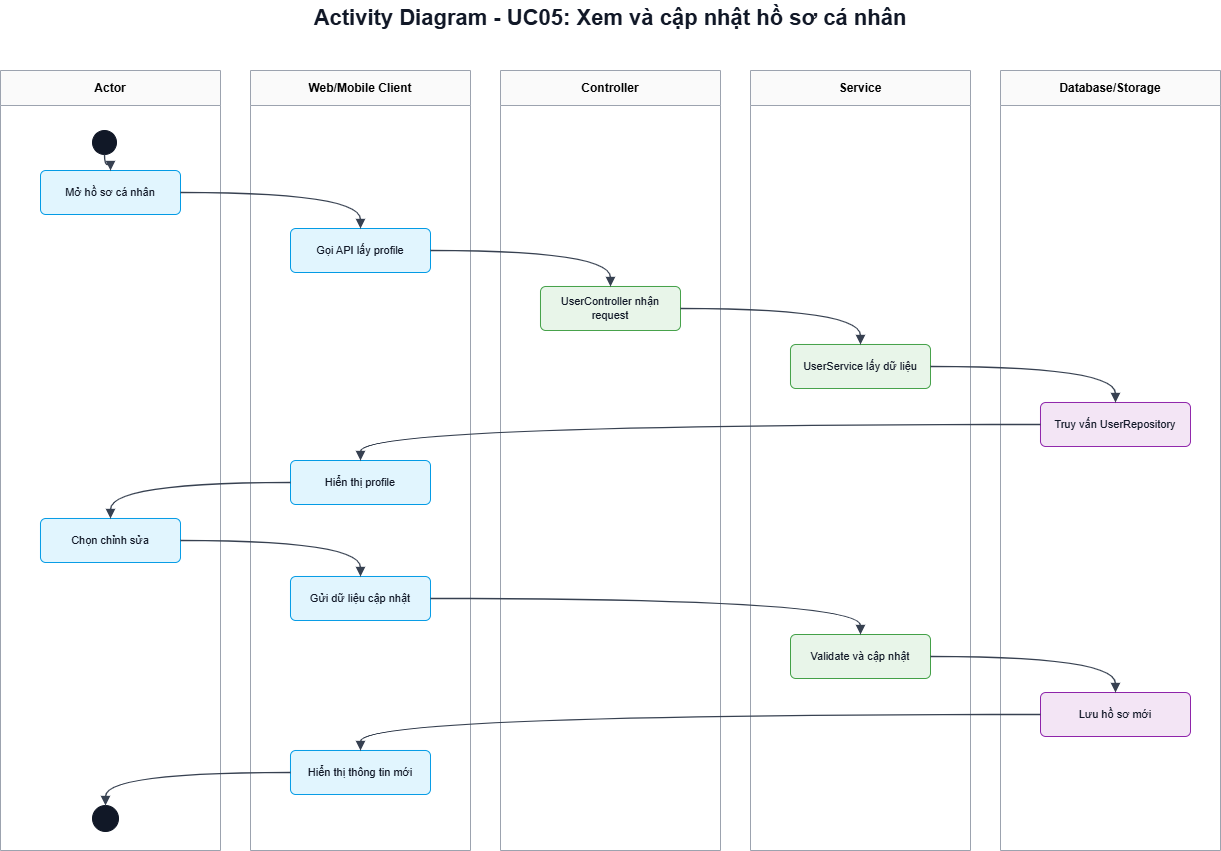 Activity Diagram - UC05: Xem và cập nhật hồ sơ cá nhân
Actor
Web/Mobile Client
Controller
Service
Database/Storage
Mở hồ sơ cá nhân
Gọi API lấy profile
UserController nhận
request
UserService lấy dữ liệu
Truy vấn UserRepository
Hiển thị profile
Chọn chỉnh sửa
Gửi dữ liệu cập nhật
Validate và cập nhật
Lưu hồ sơ mới
Hiển thị thông tin mới